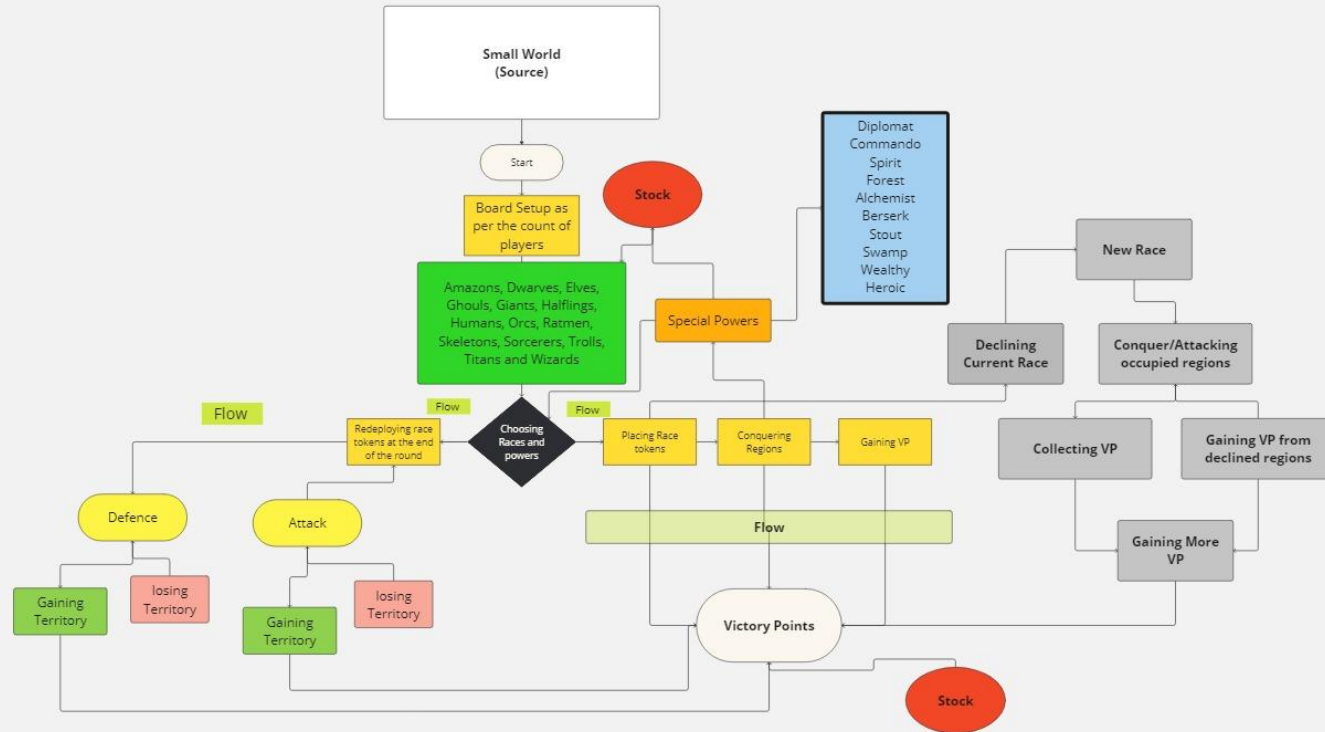 Small World
(Source)
Start
Stock
Board Setup as
per the count of
players
Diplomat
Commando
Spirit
Forest
Alchemist
Berserk
Stout
Swamp
Wealthy
Heroic
New Race
Amazons, Dwarves, Elves,
Ghouls, Giants, Halflings,
Humans, Orcs, Ratmen,
Skeletons, Sorcerers, Trolls,
Titans and Wizards
Special Powers
Declining
Current Race
Conquer/Attacking
occupied regions
Flow
Flow
Flow
Redeploying race
tokens at the end
of the round
Choosing
Races and
powers
Placing Race
tokens
Conquering
Regions
Gaining VP
Collecting VP
Gaining VP from
declined regions
Defence
Attack
Flow
Gaining More
VP
Gaining
Territory
losing
Territory
Gaining
Territory
losing
Territory
Victory Points
Stock